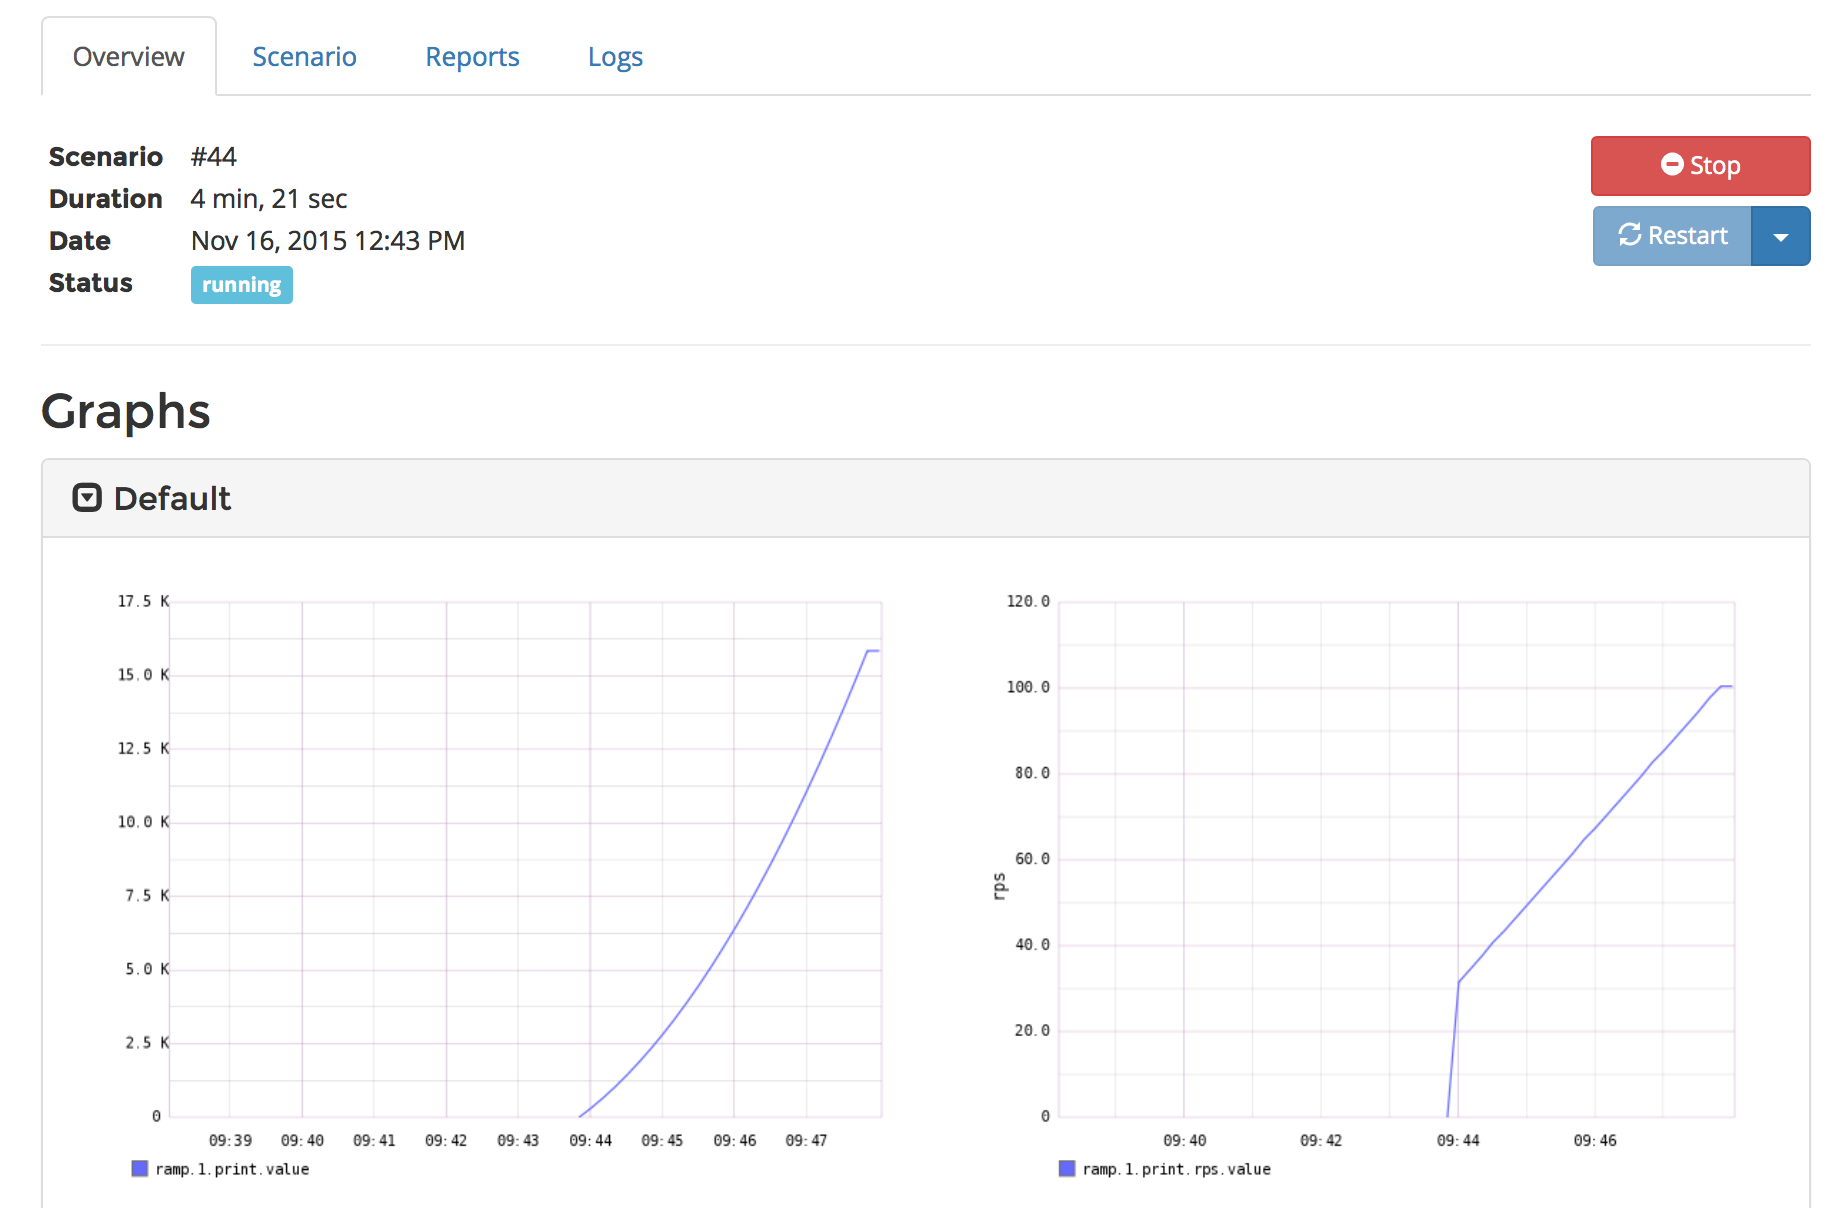 Overview Scenario Reports Logs
Scenario #44
Duration 4 min, 21 sec
Date Nov 16, 2015 12:43 PM
Status running
Stop
Restart
Graphs
Default
17.5 K
15.0 K
12.5 K
10.0 K
7.5 K
5.0 K
2.5 K
0
09:39 09:40 09:41 09:42 09:43 09:44 09:45 09:46 09:47
ramp.1.print.value
120.0
100.0
80.0
60.0
40.0
20.0
0
rps
09:40 09:42 09:44 09:46
ramp.1.print.rps.value